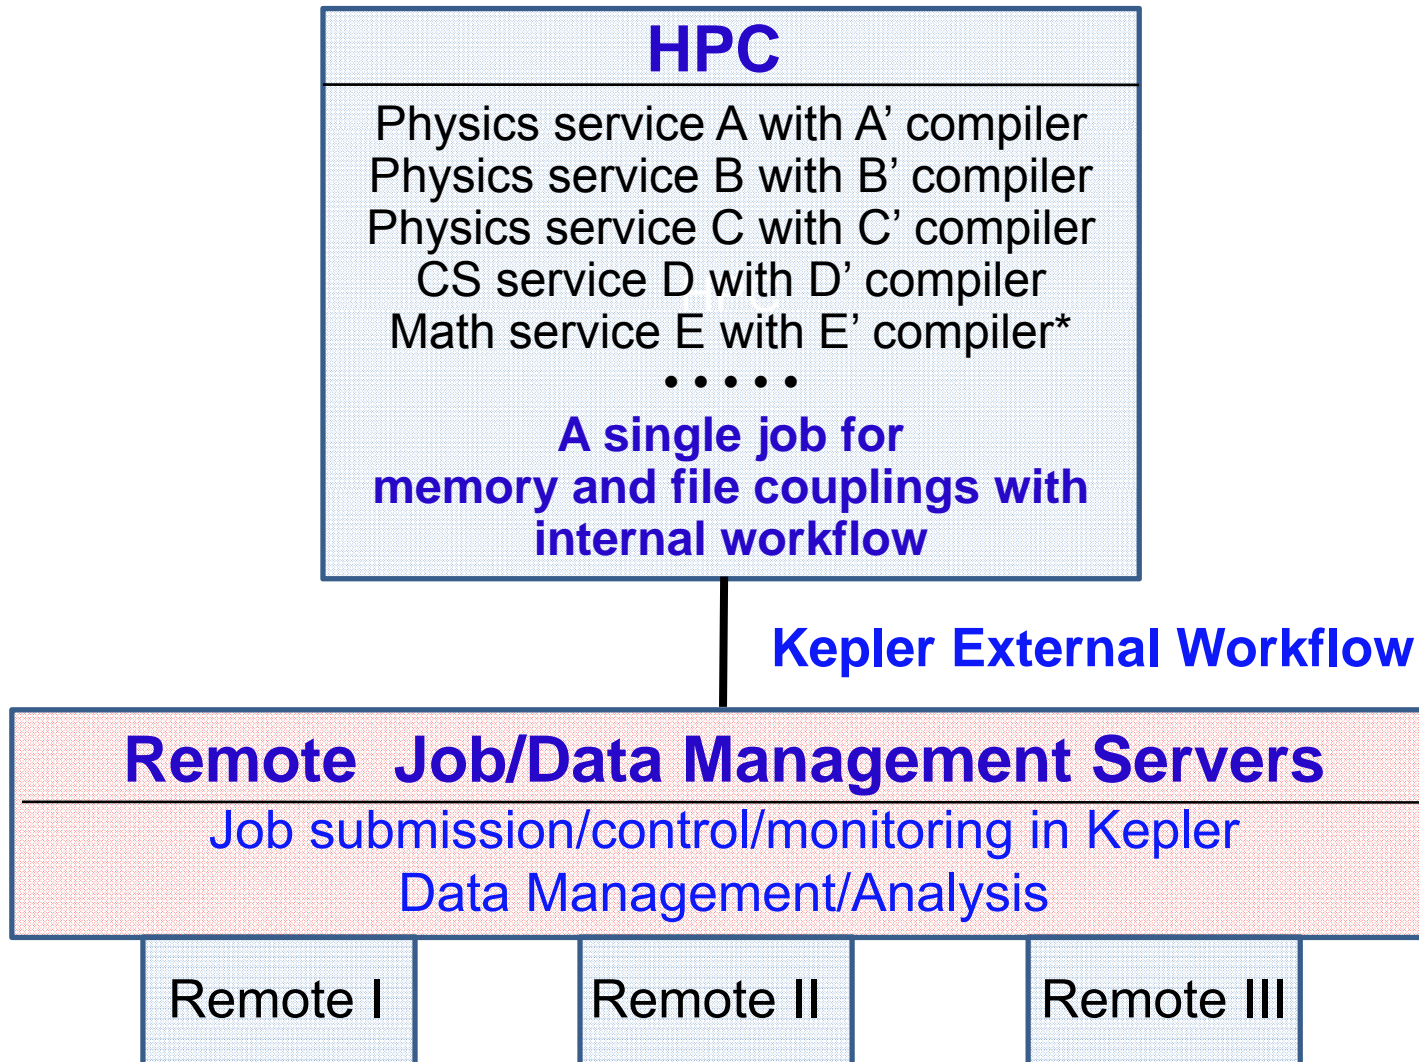 HPC
Physics service A with A’ compiler
Physics service B with B’ compiler
Physics service C with C’ compiler
CS service D with D’ compiler
Math service E with E’ compiler*
• • • • •
A single job for
memory and file couplings with
internal workflow
Kepler External Workflow
Remote Job/Data Management Servers
Job submission/control/monitoring in Kepler
Data Management/Analysis
Remote I
Remote II
Remote III